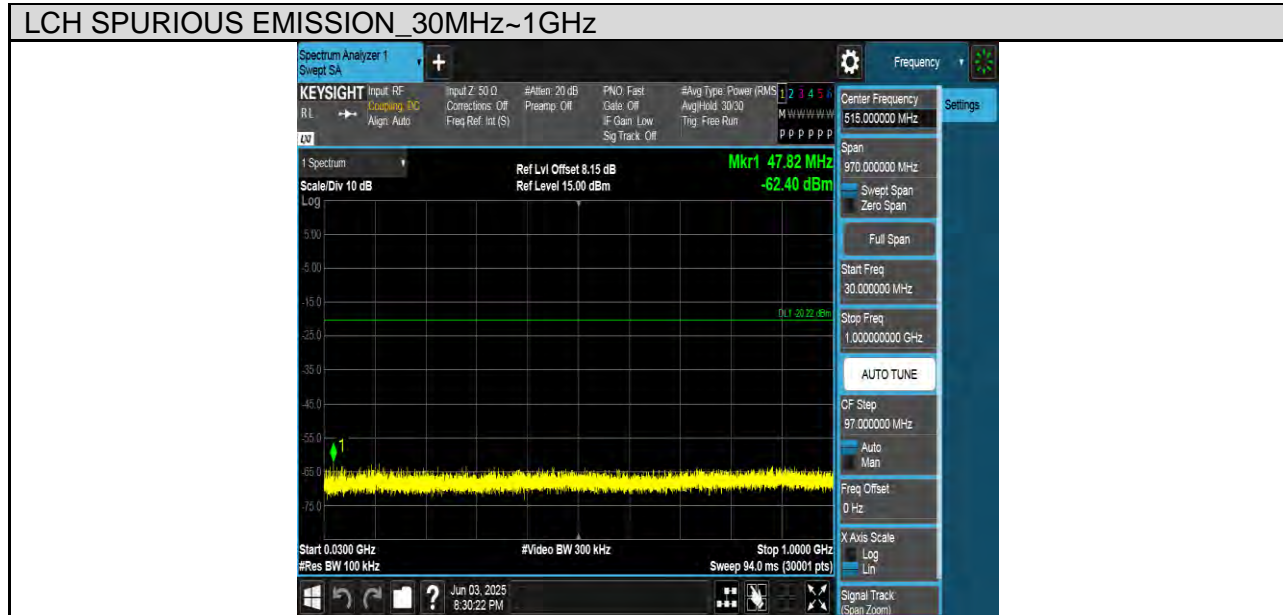 LCH SPURIOUS EMISSION_30MHz~1GHz
Spectrum Analyzer 1
Swept SA
+
Frequency
KEYSIGHT
RL
LXI
Input: RF
Coupling: DC
Align: Auto
Input Z: 50 Ω
Corrections: Off
Freq Ref: Int (S)
#Atten: 20 dB
Preamp: Off
PNO: Fast
Gate: Off
IF Gain: Low
Sig Track: Off
#Avg Type: Power (RMS
Avg|Hold: 30/30
Trig: Free Run
1 2 3 4 5 6
M W W W W W
P P P P P P
1 Spectrum
Scale/Div 10 dB
Log
Ref Lvl Offset 8.15 dB
Ref Level 15.00 dBm
Mkr1 47.82 MHz
-62.40 dBm
5.00
-5.00
-15.0
DL1 -20.22 dBm
-25.0
-35.0
-45.0
-55.0
1
-65.0
-75.0
Start 0.0300 GHz
#Res BW 100 kHz
#Video BW 300 kHz
Stop 1.0000 GHz
Sweep 94.0 ms (30001 pts)
?
Jun 03, 2025
8:30:22 PM
Center Frequency
515.000000 MHz
Settings
Span
970.000000 MHz
Swept Span
Zero Span
Full Span
Start Freq
30.000000 MHz
Stop Freq
1.000000000 GHz
AUTO TUNE
CF Step
97.000000 MHz
Auto
Man
Freq Offset
0 Hz
X Axis Scale
Log
Lin
Signal Track
(Span Zoom)